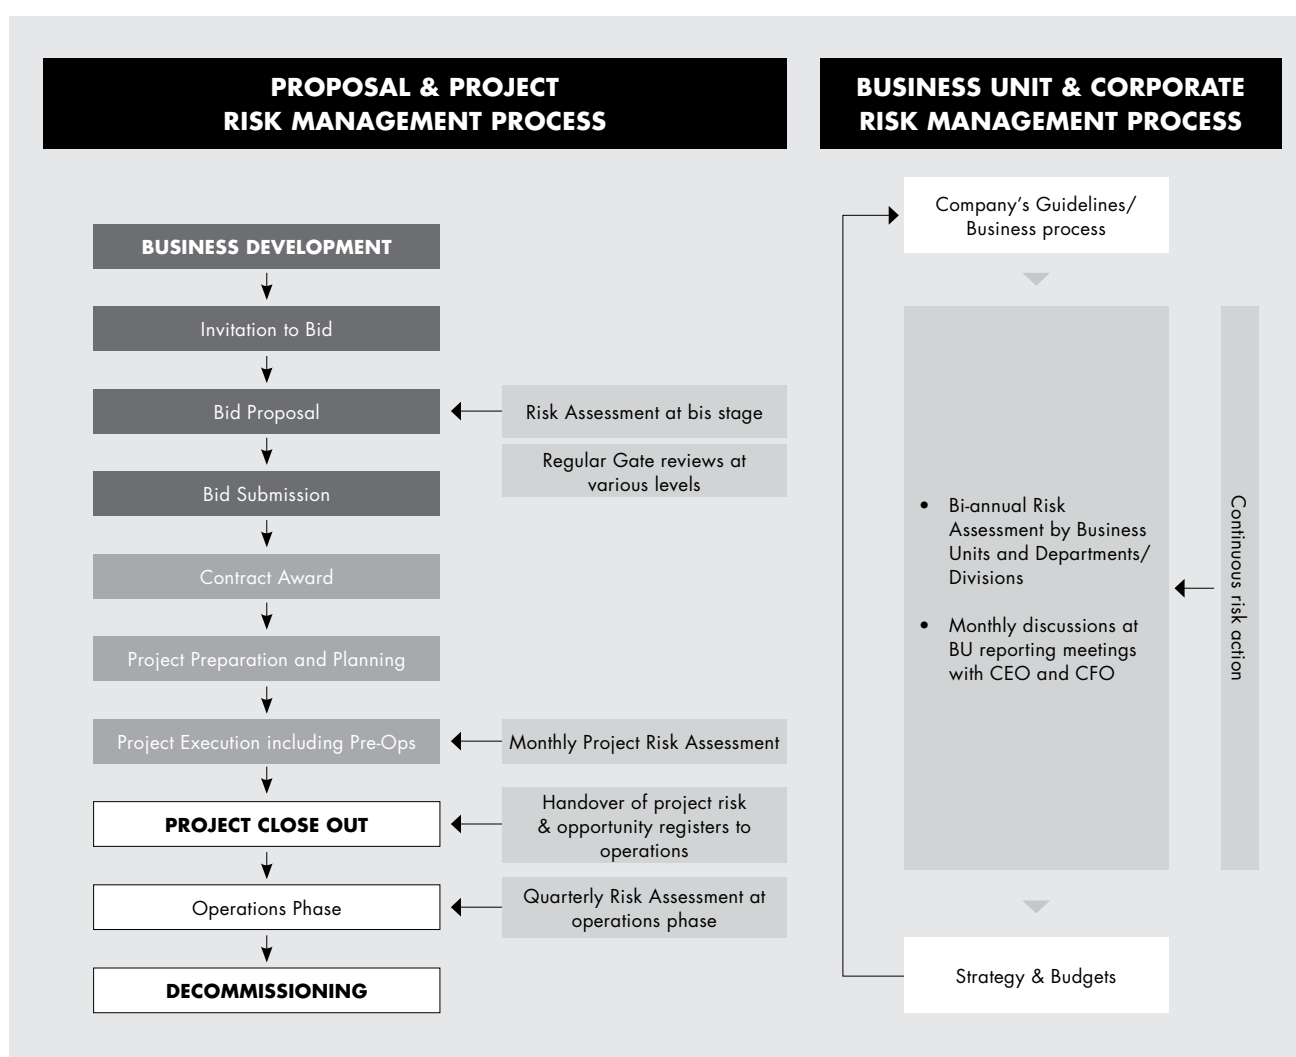 PROPOSAL & PROJECT
RISK MANAGEMENT PROCESS
BUSINESS DEVELOPMENT
Invitation to Bid
Bid Proposal
Risk Assessment at bis stage
Regular Gate reviews at
various levels
Bid Submission
Contract Award
Project Preparation and Planning
Project Execution including Pre-Ops
Monthly Project Risk Assessment
PROJECT CLOSE OUT
Handover of project risk
& opportunity registers to
operations
Operations Phase
Quarterly Risk Assessment at
operations phase
DECOMMISSIONING
BUSINESS UNIT & CORPORATE
RISK MANAGEMENT PROCESS
Company's Guidelines/
Business process
• Bi-annual Risk
Assessment by Business
Units and Departments/
Divisions
• Monthly discussions at
BU reporting meetings
with CEO and CFO
Continuous risk action
Strategy & Budgets